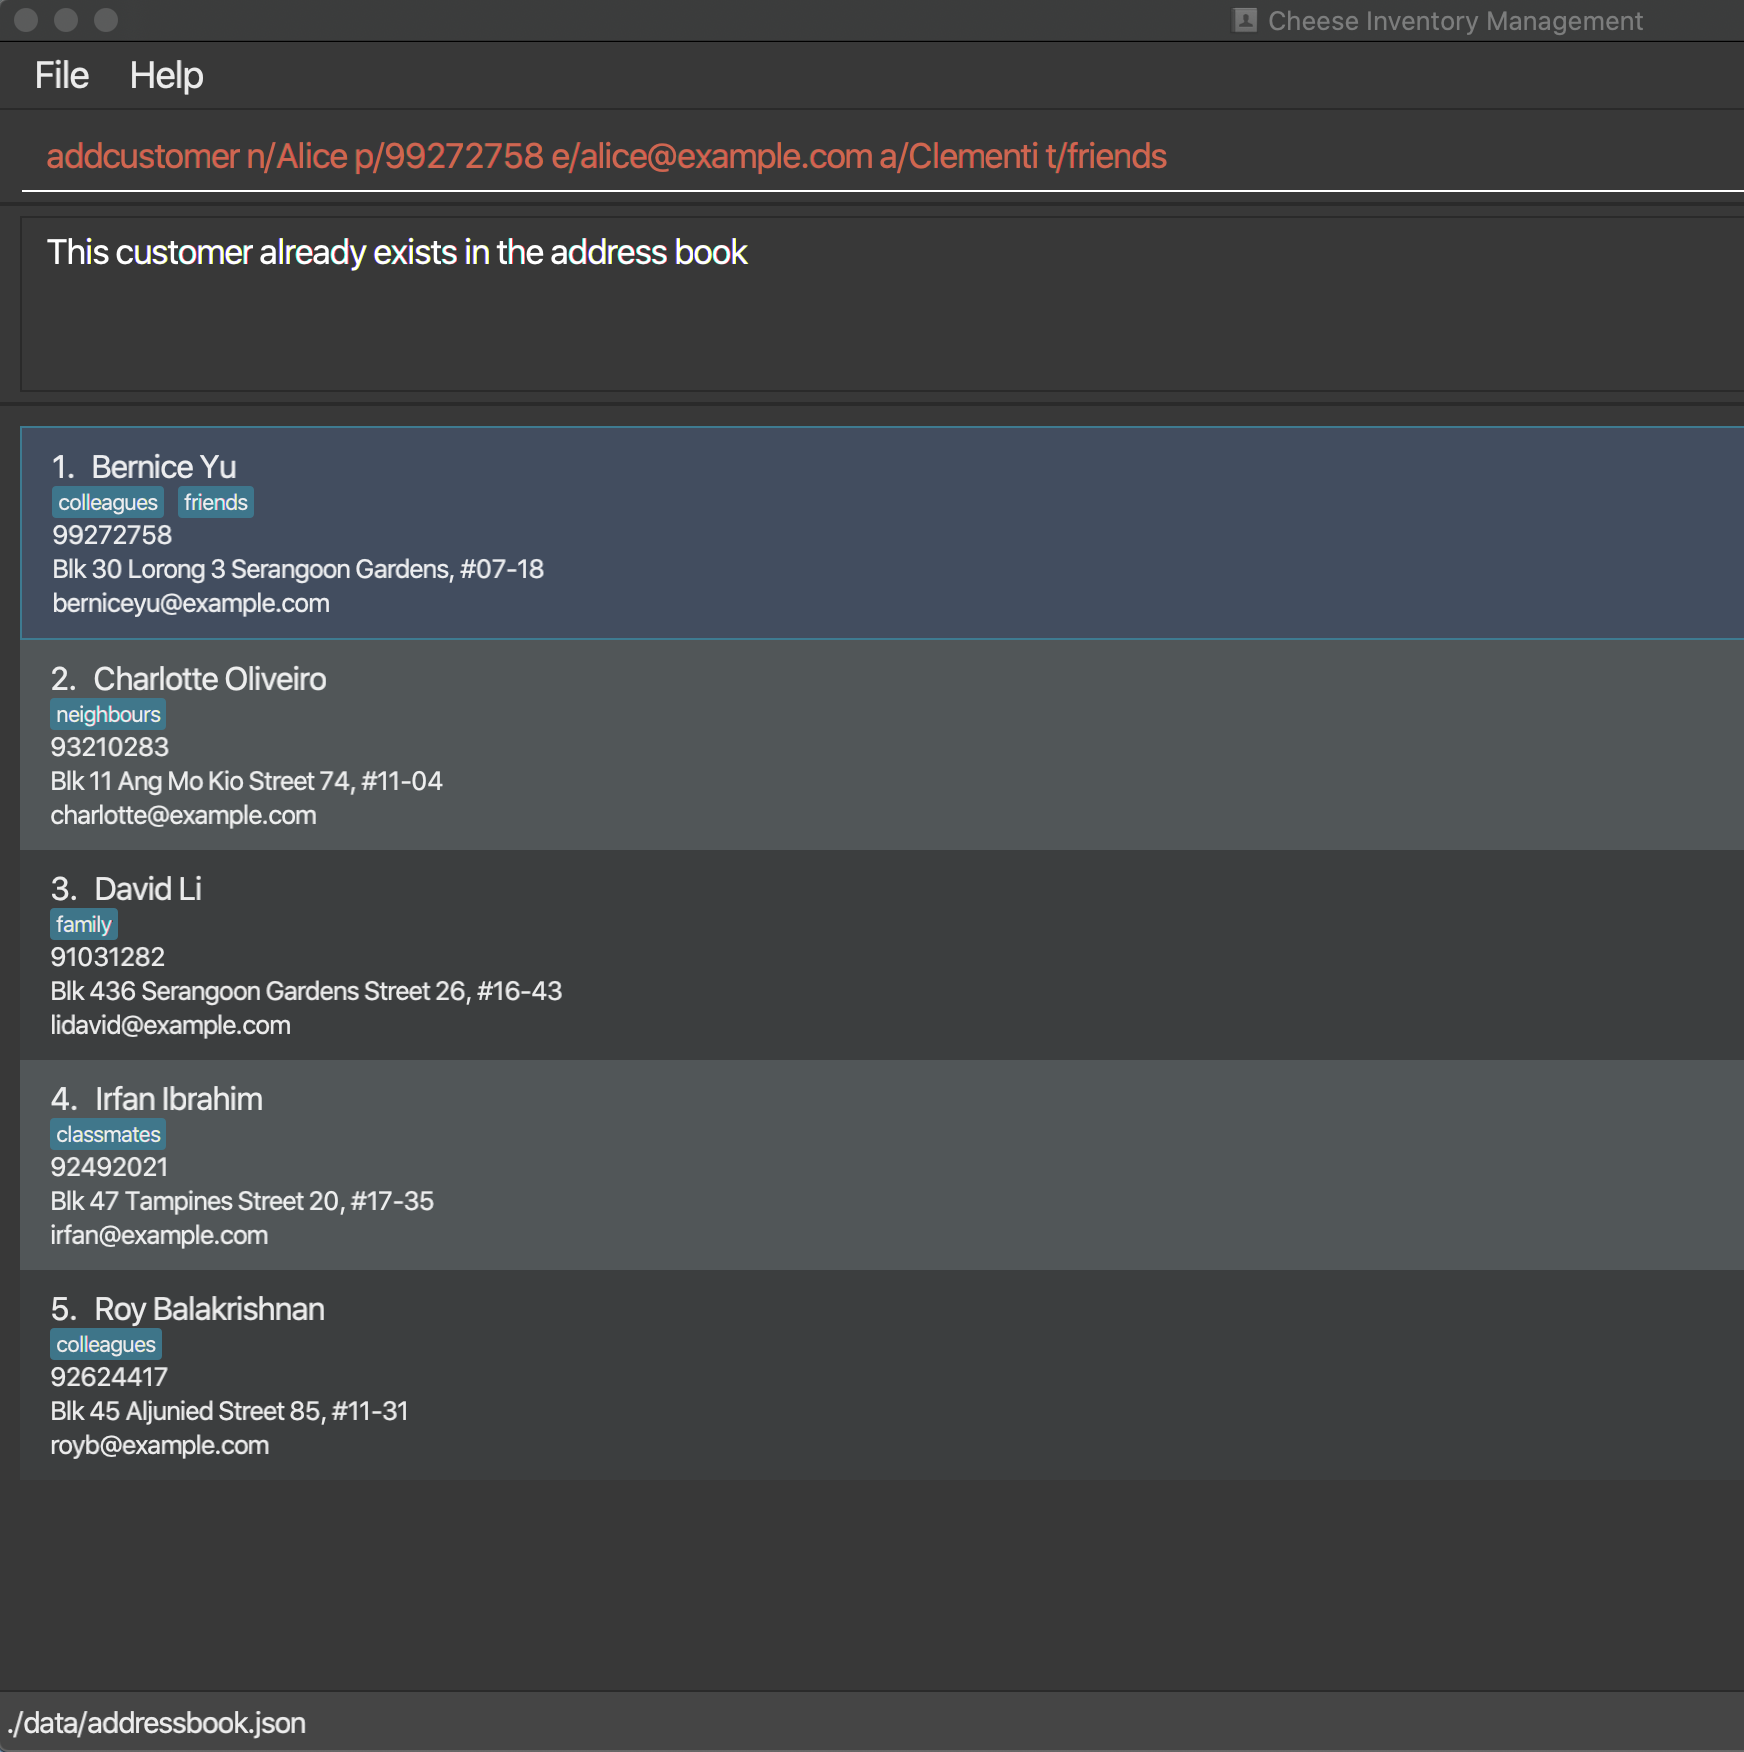 Cheese Inventory Management
File Help
addcustomer n/Alice p/99272758 e/alice@example.com a/Clementi t/friends
This customer already exists in the address book
1. Bernice Yu
colleagues friends
99272758
Blk 30 Lorong 3 Serangoon Gardens, #07-18
berniceyu@example.com
2. Charlotte Oliveiro
neighbours
93210283
Blk 11 Ang Mo Kio Street 74, #11-04
charlotte@example.com
3. David Li
family
91031282
Blk 436 Serangoon Gardens Street 26, #16-43
lidavid@example.com
4. Irfan Ibrahim
classmates
92492021
Blk 47 Tampines Street 20, #17-35
irfan@example.com
5. Roy Balakrishnan
colleagues
92624417
Blk 45 Aljunied Street 85, #11-31
royb@example.com
./data/addressbook.json